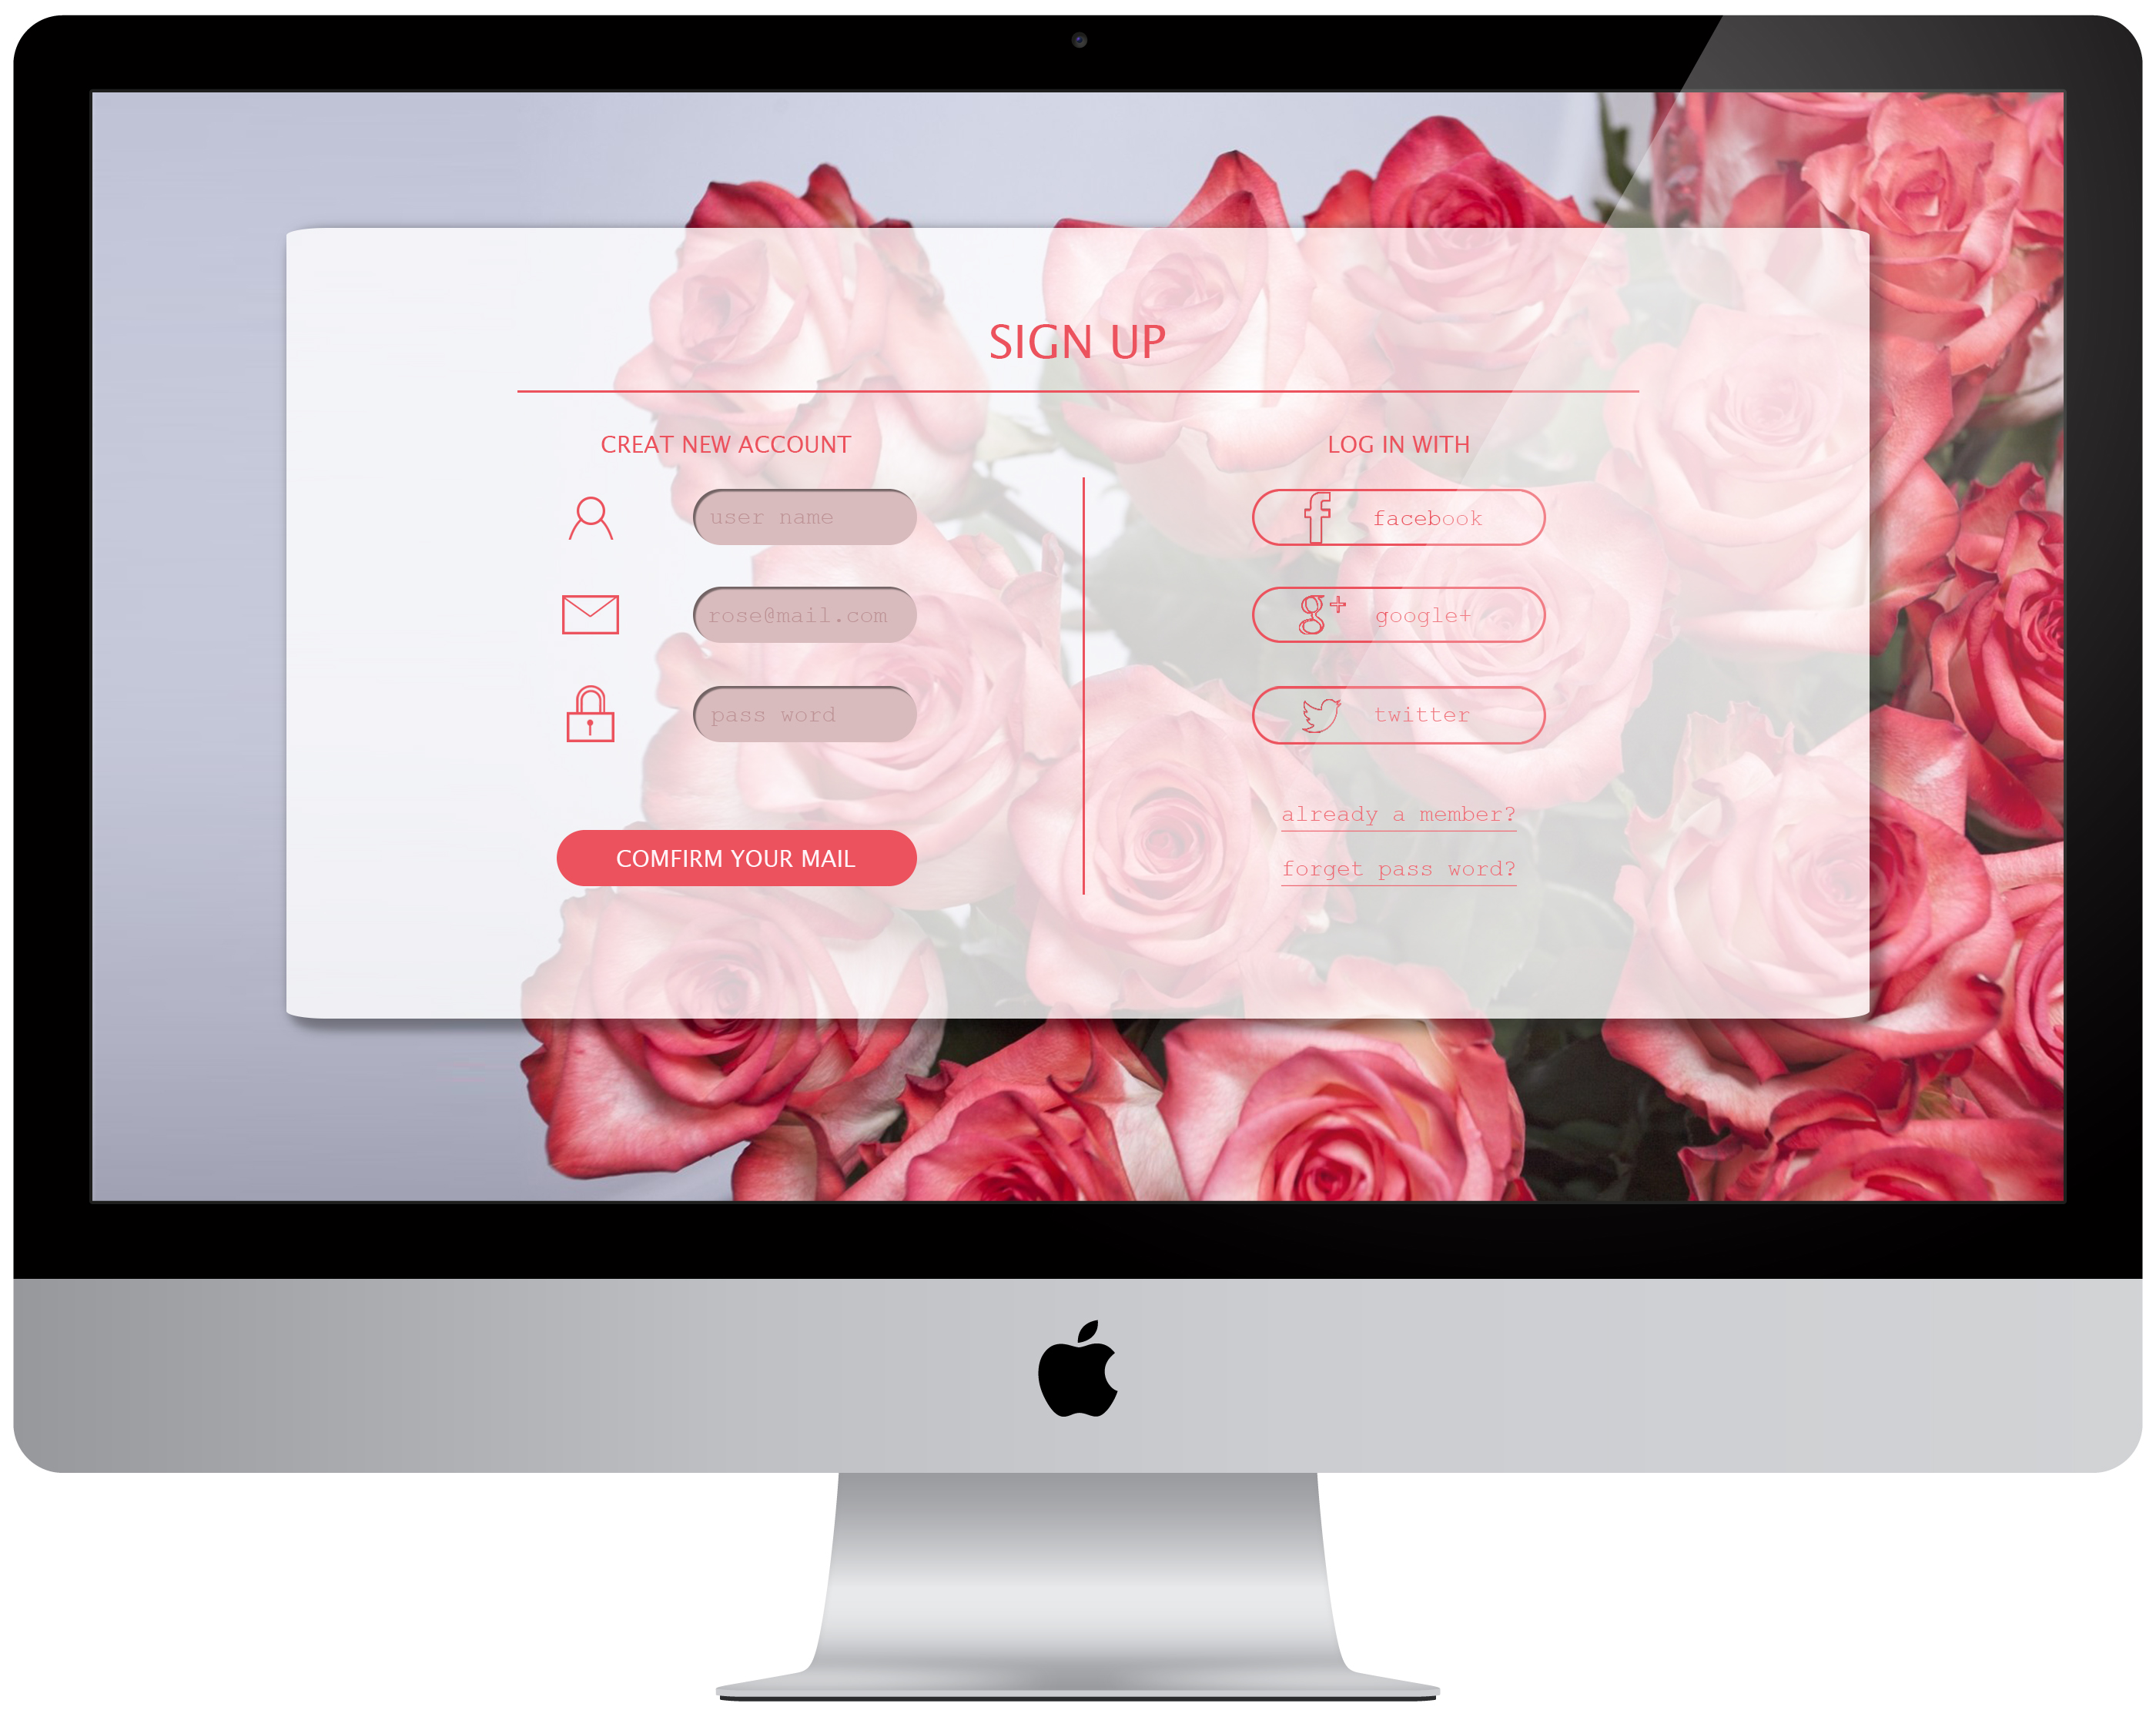 SIGN UP
CREAT NEW ACCOUNT
user name
rose@mail.com
pass word
COMFIRM YOUR MAIL
LOG IN WITH
f facebook
g+ google+
twitter
already a member?
forget pass word?